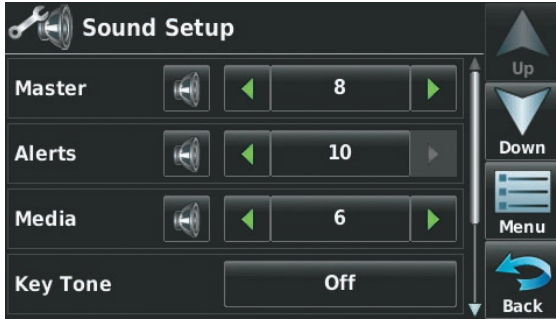 Sound Setup
Up
Master 8
Alerts 10
Down
Media 6
Menu
Key Tone Off
Back